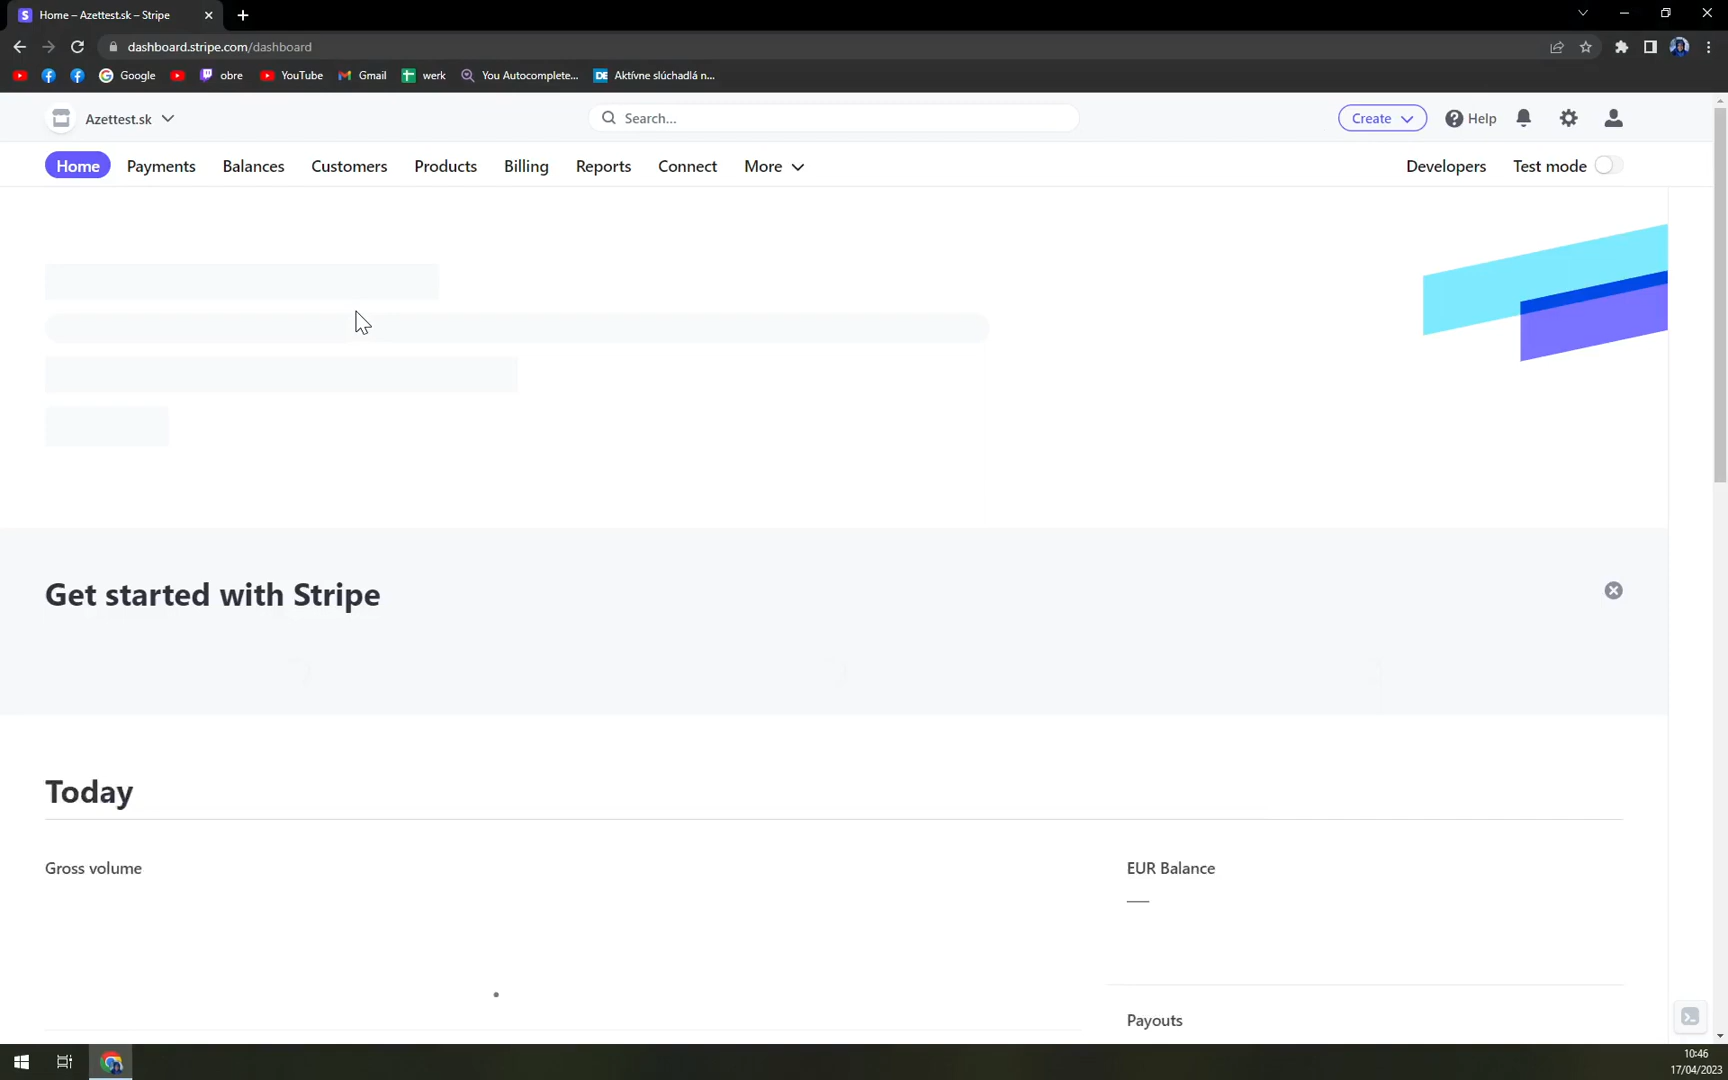 Home – Azettest.sk – Stripe
dashboard.stripe.com/dashboard
Google
obre
YouTube
Gmail
werk
You Autocomplete...
DE Aktívne slúchadlá n...
Azettest.sk
Search...
Create
Help
Home
Payments
Balances
Customers
Products
Billing
Reports
Connect
More
Developers
Test mode
Get started with Stripe
Today
Gross volume
EUR Balance
—
Payouts
10:46
17/04/2023